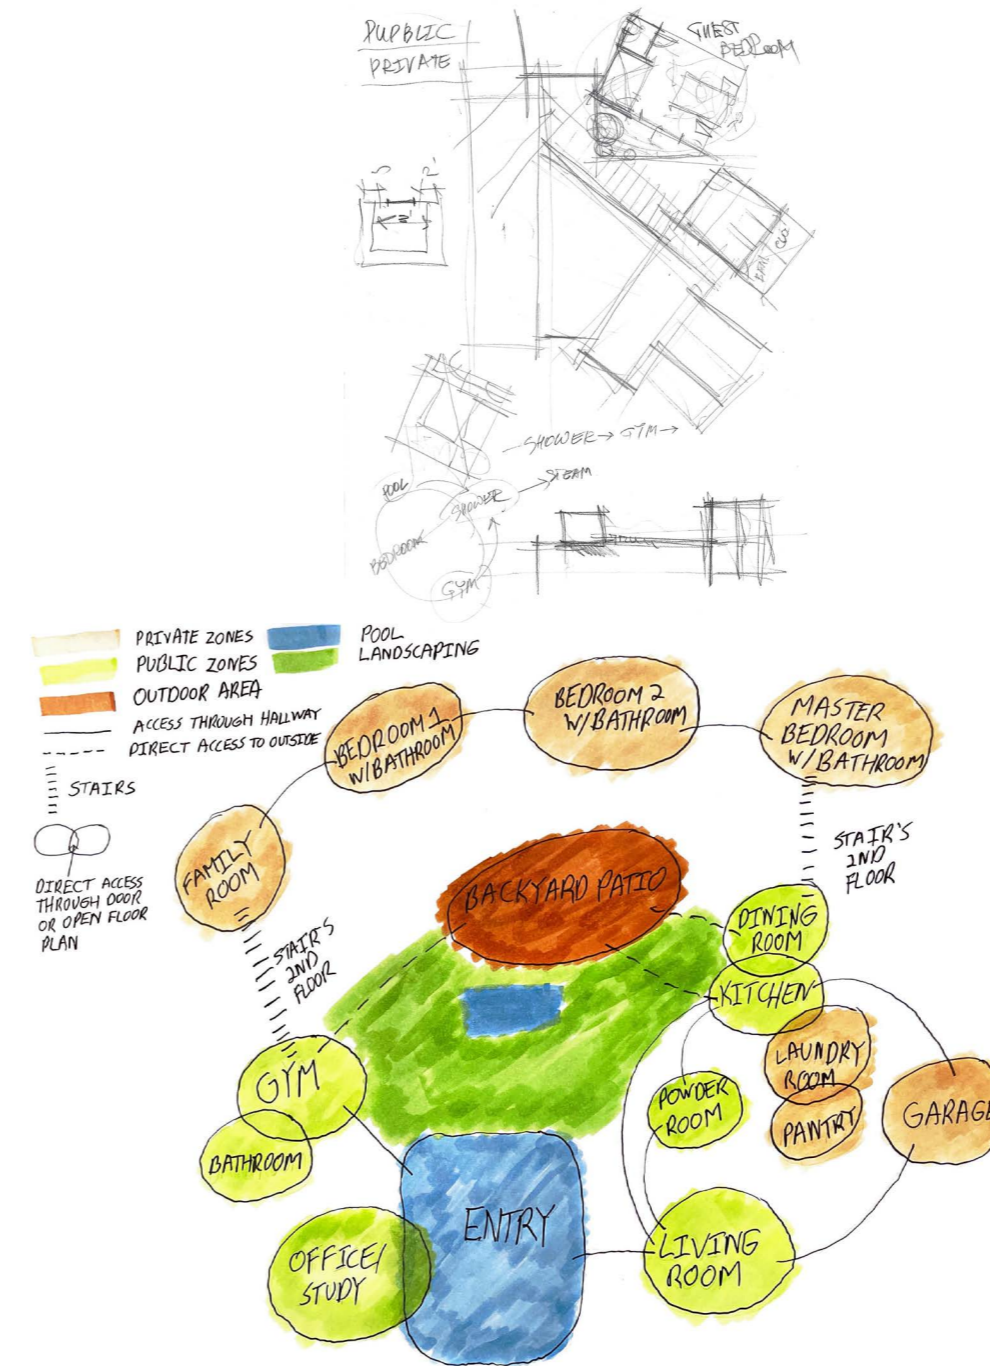 PUPBLIC
PRIVATE
GUEST
BEDROOM
SHOWER → GYM →
STEAM
POOL
SHOWER
BEDROOM
GYM
PRIVATE ZONES
PUBLIC ZONES
OUTDOOR AREA
POOL
LANDSCAPING
ACCESS THROUGH HALLWAY
DIRECT ACCESS TO OUTSIDE
STAIRS
DIRECT ACCESS
THROUGH DOOR
OR OPEN FLOOR
PLAN
BEDROOM 1
W/BATHROOM
BEDROOM 2
W/BATHROOM
MASTER
BEDROOM
W/BATHROOM
FAMILY
ROOM
STAIR'S
2ND
FLOOR
BACKYARD PATIO
STAIR'S
2ND
FLOOR
DINING
ROOM
KITCHEN
LAUNDRY
ROOM
PANTRY
POWDER
ROOM
GARAGE
GYM
BATHROOM
ENTRY
OFFICE/
STUDY
LIVING
ROOM